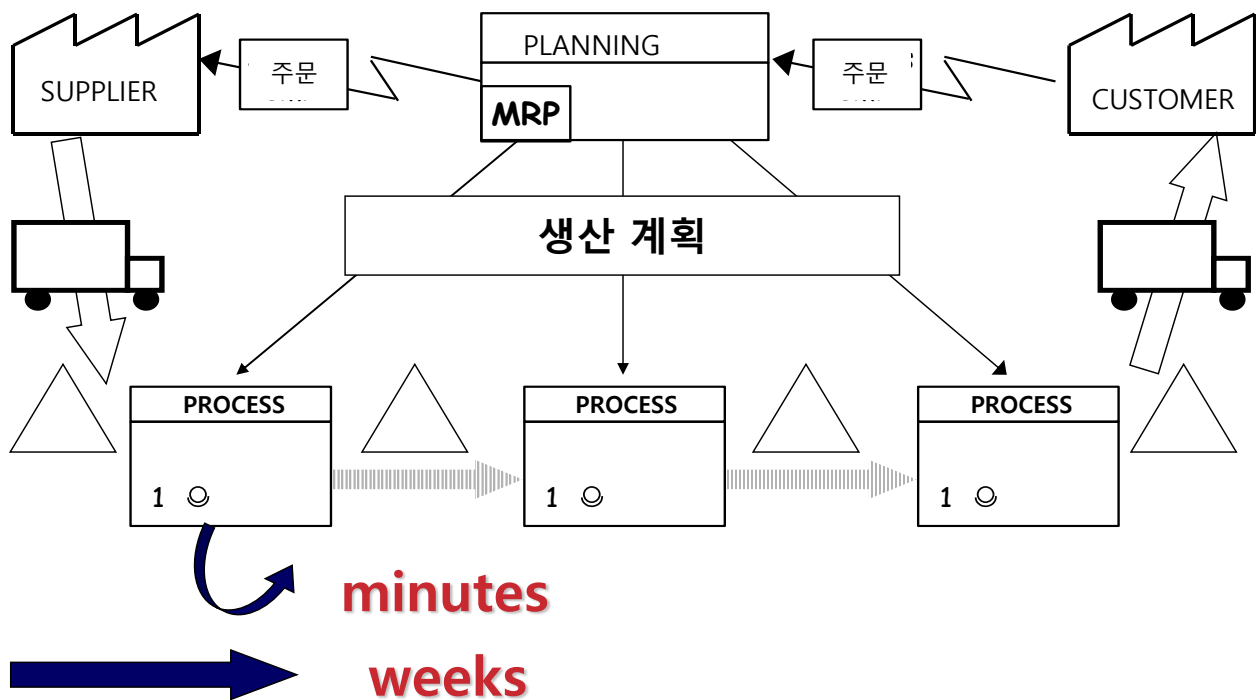 PLANNING
주문
주문
SUPPLIER
CUSTOMER
MRP
생산 계획
PROCESS
PROCESS
PROCESS
1
1
1
minutes
weeks